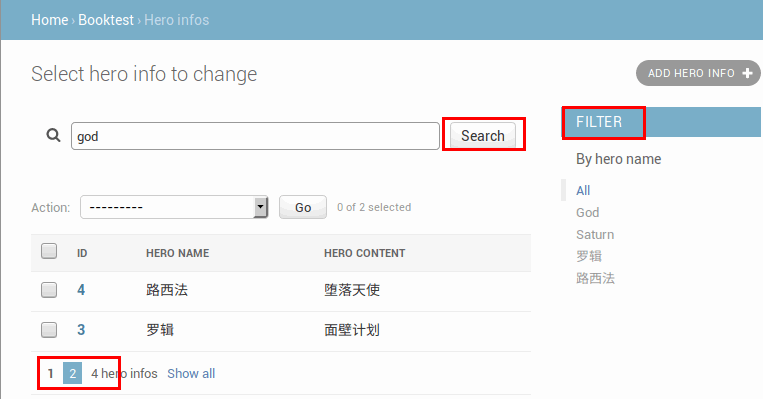 Home › Booktest › Hero infos
Select hero info to change
ADD HERO INFO
god
Search
FILTER
By hero name
All
God
Saturn
罗辑
路西法
Action:
---------
Go
0 of 2 selected
ID HERO NAME HERO CONTENT
4 路西法 堕落天使
3 罗辑 面壁计划
1 2 4 hero infos Show all